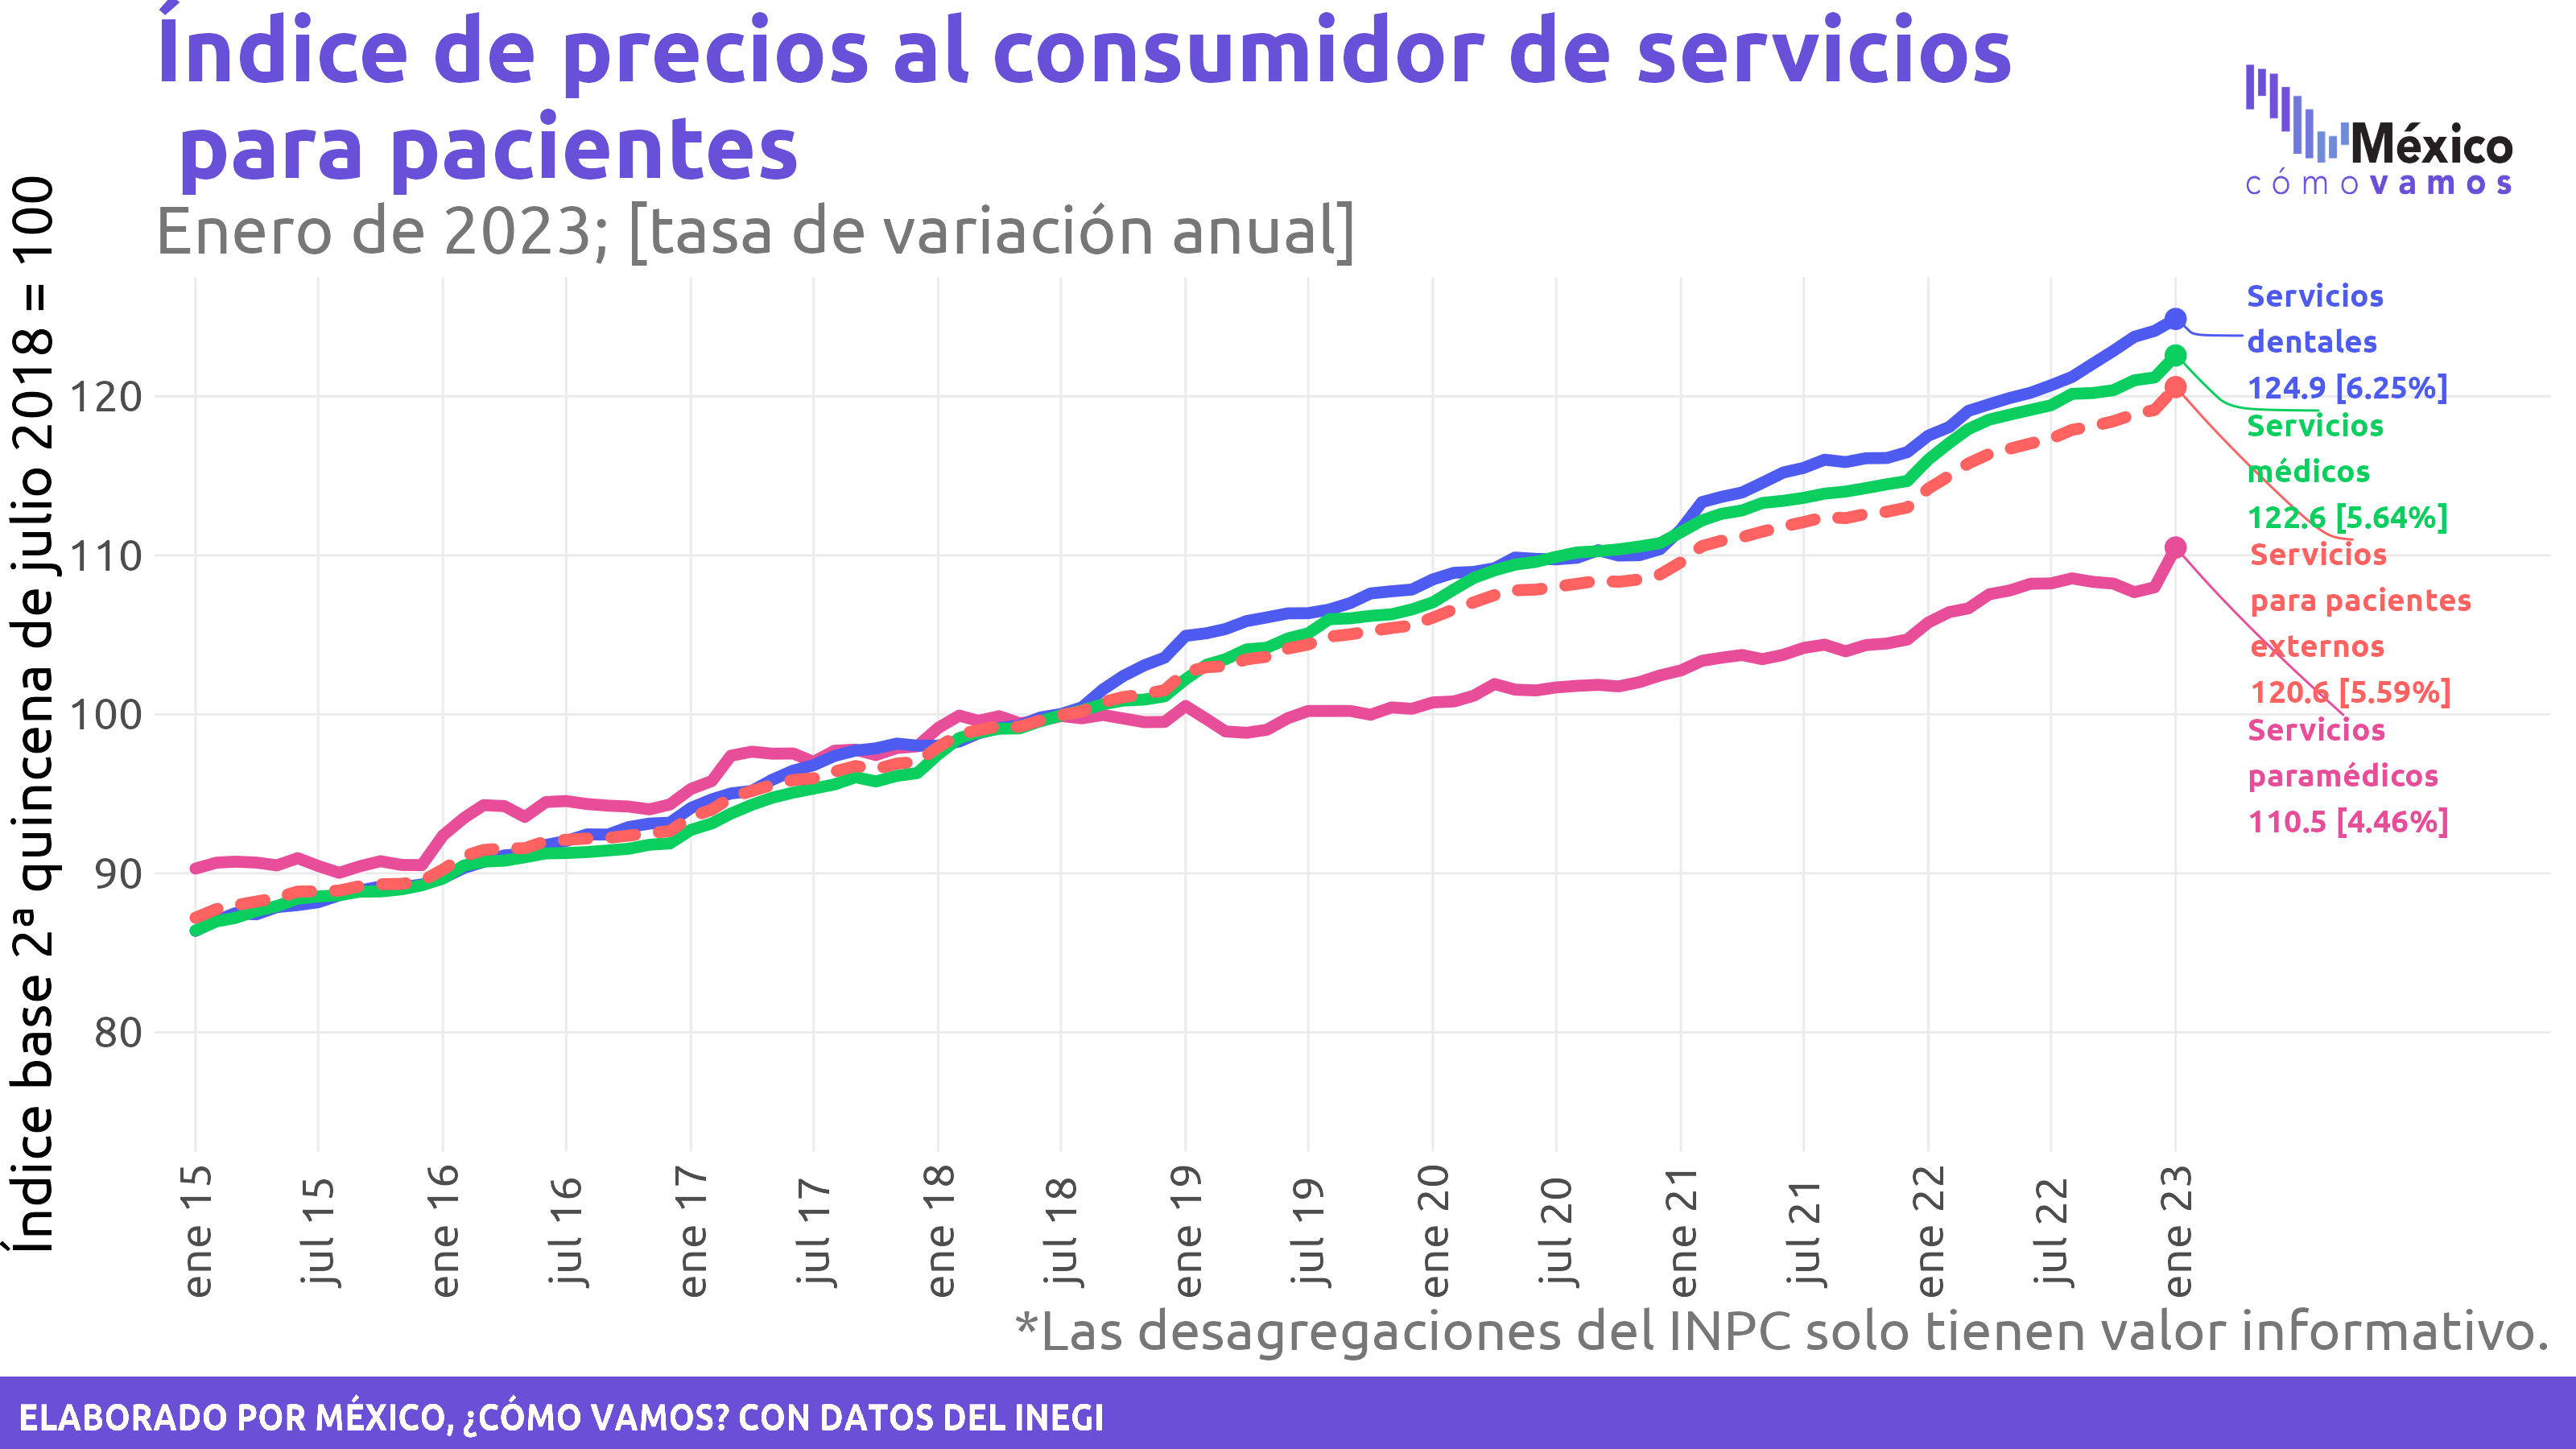 Índice de precios al consumidor de servicios
para pacientes
Enero de 2023; [tasa de variación anual]
México
cómo vamos
Índice base 2ª quincena de julio 2018 = 100
120
110
100
90
80
Servicios
dentales
124.9 [6.25%]
Servicios
médicos
122.6 [5.64%]
Servicios
para pacientes
externos
120.6 [5.59%]
Servicios
paramédicos
110.5 [4.46%]
ene 15
jul 15
ene 16
jul 16
ene 17
jul 17
ene 18
jul 18
ene 19
jul 19
ene 20
jul 20
ene 21
jul 21
ene 22
jul 22
ene 23
*Las desagregaciones del INPC solo tienen valor informativo.
ELABORADO POR MÉXICO, ¿CÓMO VAMOS? CON DATOS DEL INEGI